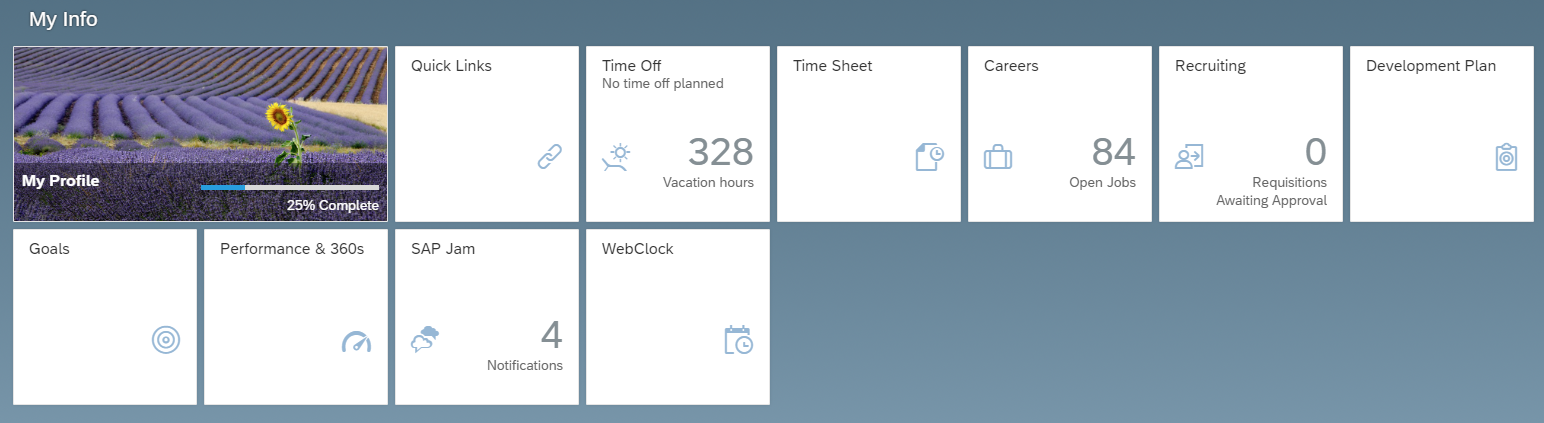 My Info
My Profile
25% Complete
Quick Links
Time Off
No time off planned
328
Vacation hours
Time Sheet
Careers
84
Open Jobs
Recruiting
0
Requisitions
Awaiting Approval
Development Plan
Goals
Performance & 360s
SAP Jam
4
Notifications
WebClock